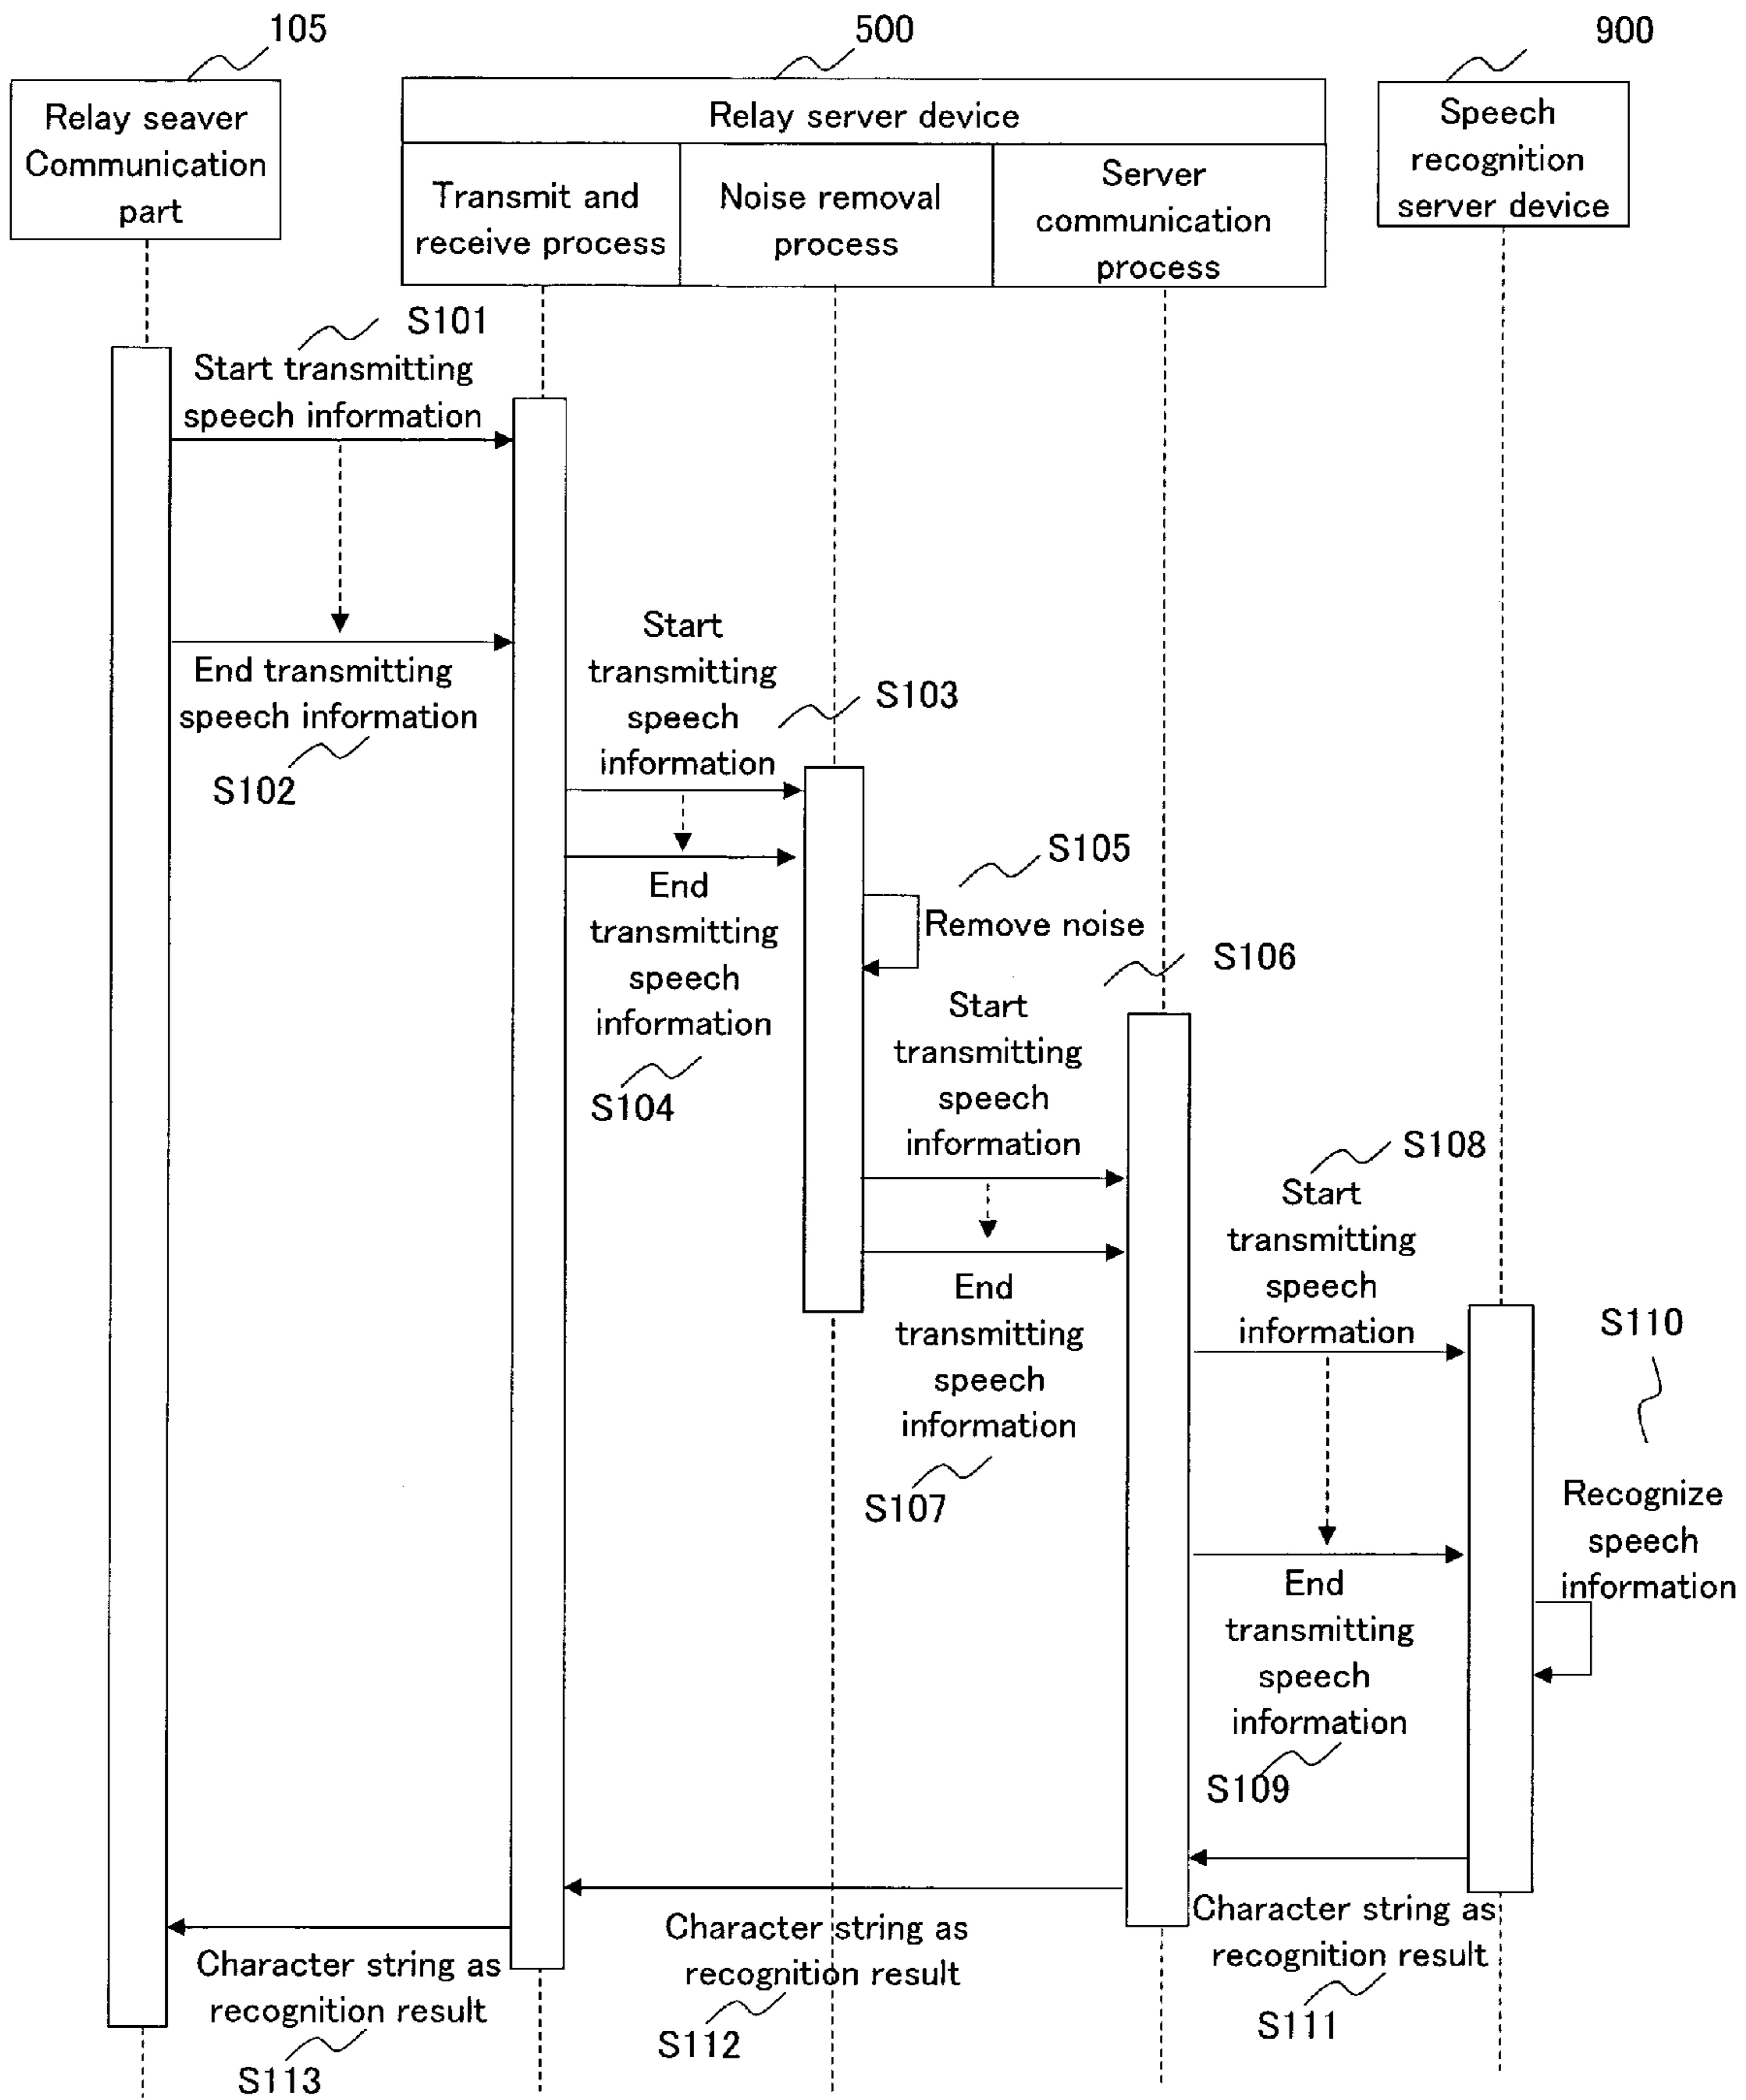 105
500
900
Relay seaver
Communication
part
Relay server device
Transmit and
receive process
Noise removal
process
Server
communication
process
Speech
recognition
server device
S101
Start transmitting
speech information
End transmitting
speech information
S102
Start
transmitting
speech
information
S103
End
transmitting
speech
information
S104
S105
Remove noise
S106
Start
transmitting
speech
information
End
transmitting
speech
information
S107
S108
Start
transmitting
speech
information
End
transmitting
speech
information
S109
S110
Recognize
speech
information
Character string as
recognition result
S111
Character string as
recognition result
S112
Character string as
recognition result
S113